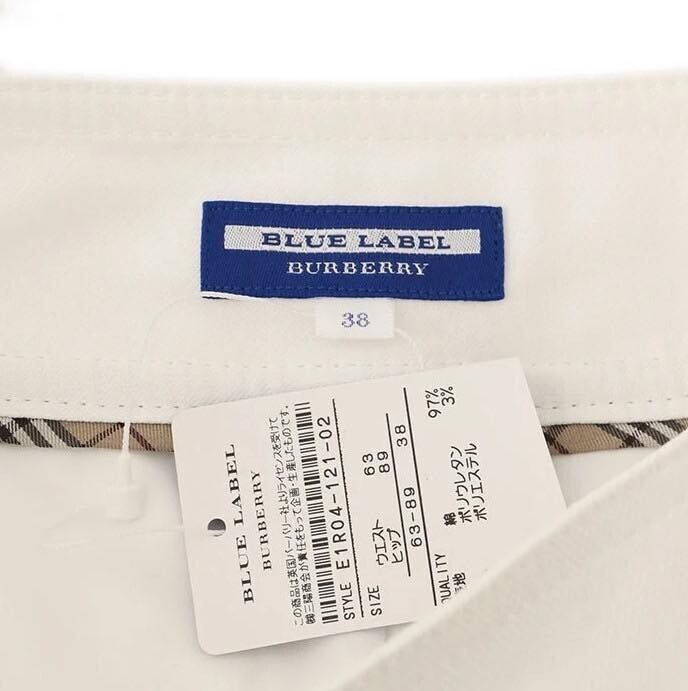 BLUE LABEL
BURBERRY
38
BLUE LABEL
BURBERRY
この商品は英国バーバリー社よりライセンスを受けて
㈱三陽商会が責任をもって企画・生産したものです。
STYLE E1R04-121-02
SIZE ウエスト 63
ヒップ 89
63-89 38
QUALITY 綿 97%
ポリウレタン 3%
ポリエステル
地